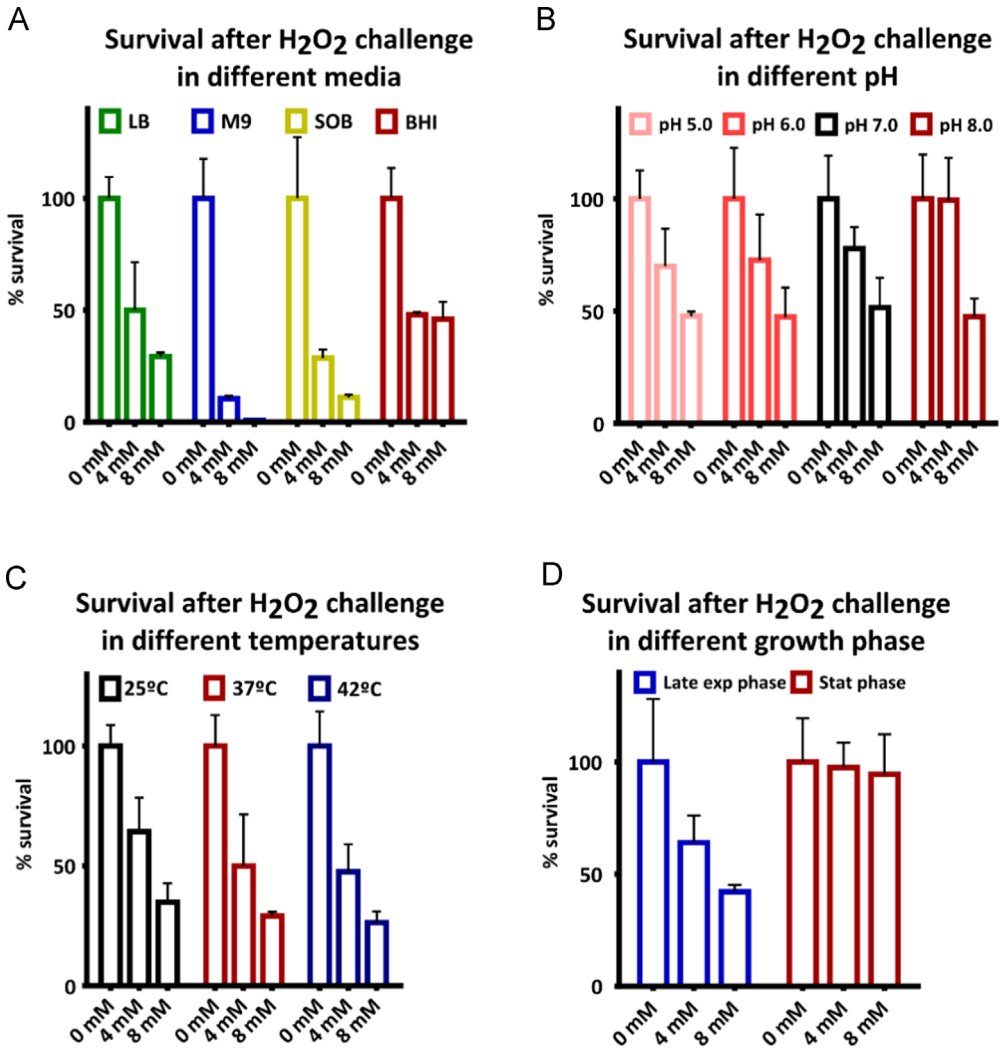 A
Survival after H2O2 challenge
in different media
LB M9 SOB BHI
% survival
100
50
0
0 mM 4 mM 8 mM 0 mM 4 mM 8 mM 0 mM 4 mM 8 mM 0 mM 4 mM 8 mM
B
Survival after H2O2 challenge
in different pH
pH 5.0 pH 6.0 pH 7.0 pH 8.0
% survival
100
50
0
0 mM 4 mM 8 mM 0 mM 4 mM 8 mM 0 mM 4 mM 8 mM 0 mM 4 mM 8 mM
C
Survival after H2O2 challenge
in different temperatures
25ºC 37ºC 42ºC
% survival
100
50
0
0 mM 4 mM 8 mM 0 mM 4 mM 8 mM 0 mM 4 mM 8 mM
D
Survival after H2O2 challenge
in different growth phase
Late exp phase Stat phase
% survival
100
50
0
0 mM 4 mM 8 mM 0 mM 4 mM 8 mM